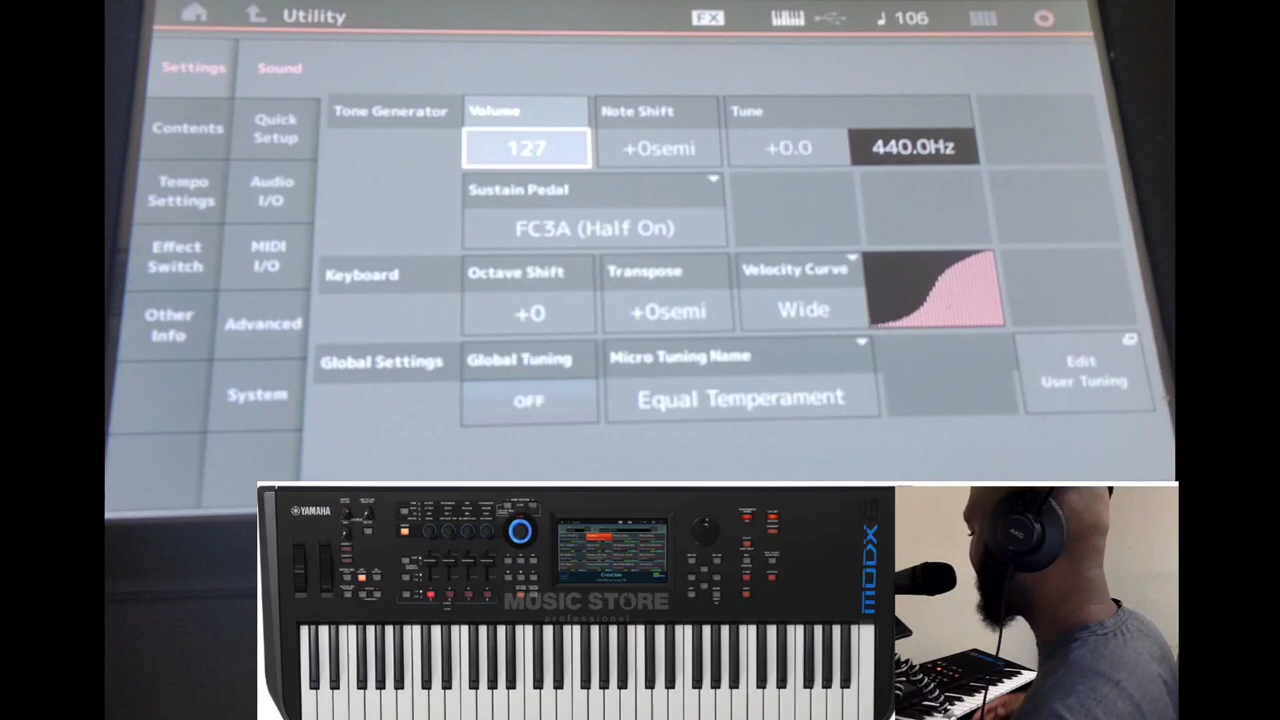 Utility
FX
106
Settings
Sound
Contents
Quick
Setup
Tempo
Settings
Audio
I/O
Effect
Switch
MIDI
I/O
Other
Info
Advanced
System
Tone Generator
Volume
Note Shift
Tune
127
+0semi
+0.0
440.0Hz
Sustain Pedal
FC3A (Half On)
Keyboard
Octave Shift
Transpose
Velocity Curve
+0
+0semi
Wide
Global Settings
Global Tuning
Micro Tuning Name
OFF
Equal Temperament
Edit
User Tuning
YAMAHA
MODX
MUSIC STORE
professional
AKG